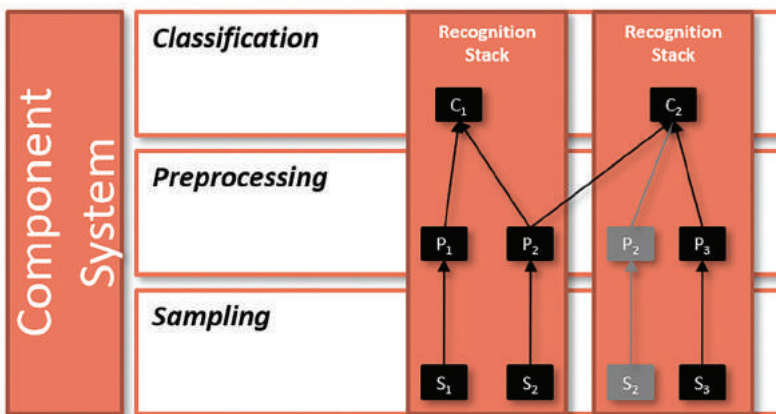 Component
System
Classification
Preprocessing
Sampling
Recognition
Stack
C₁
P₁ P₂
S₁ S₂
Recognition
Stack
C₂
P₂ P₃
S₂ S₃